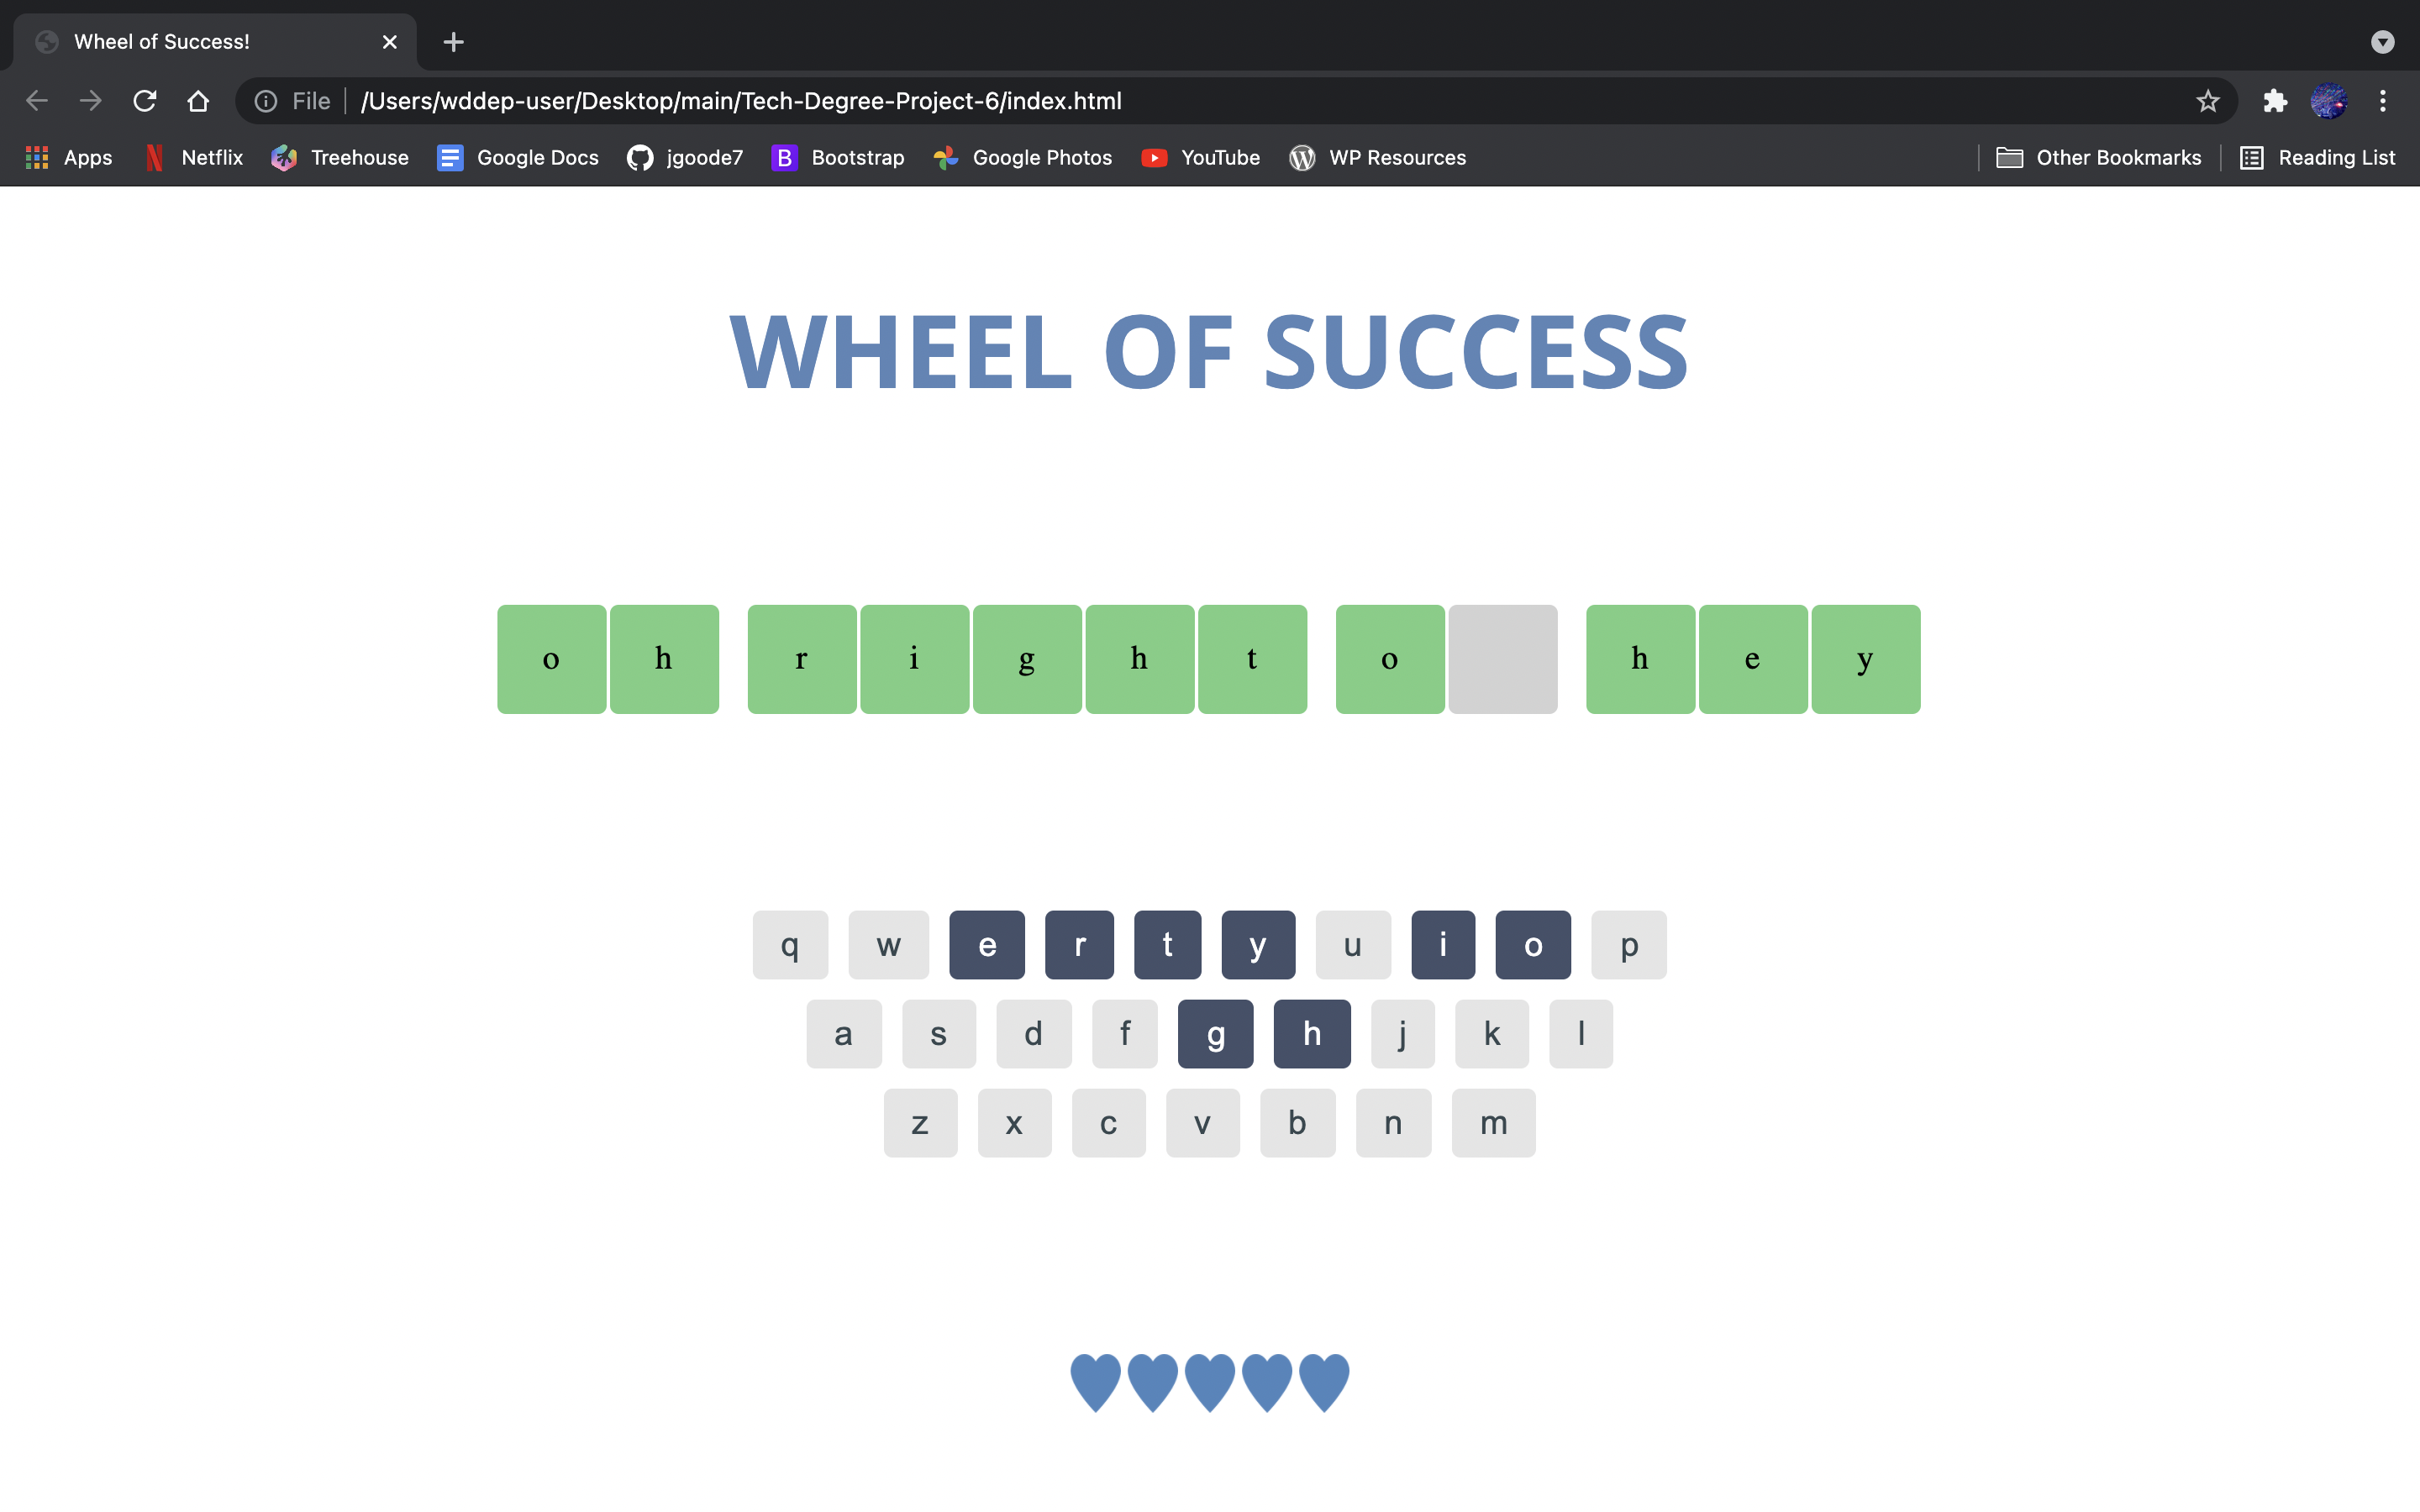 Wheel of Success!
File /Users/wddep-user/Desktop/main/Tech-Degree-Project-6/index.html
Apps Netflix Treehouse Google Docs jgoode7 B Bootstrap Google Photos YouTube WP Resources Other Bookmarks Reading List
WHEEL OF SUCCESS
o h r i g h t o h e y
q w e r t y u i o p
a s d f g h j k l
z x c v b n m